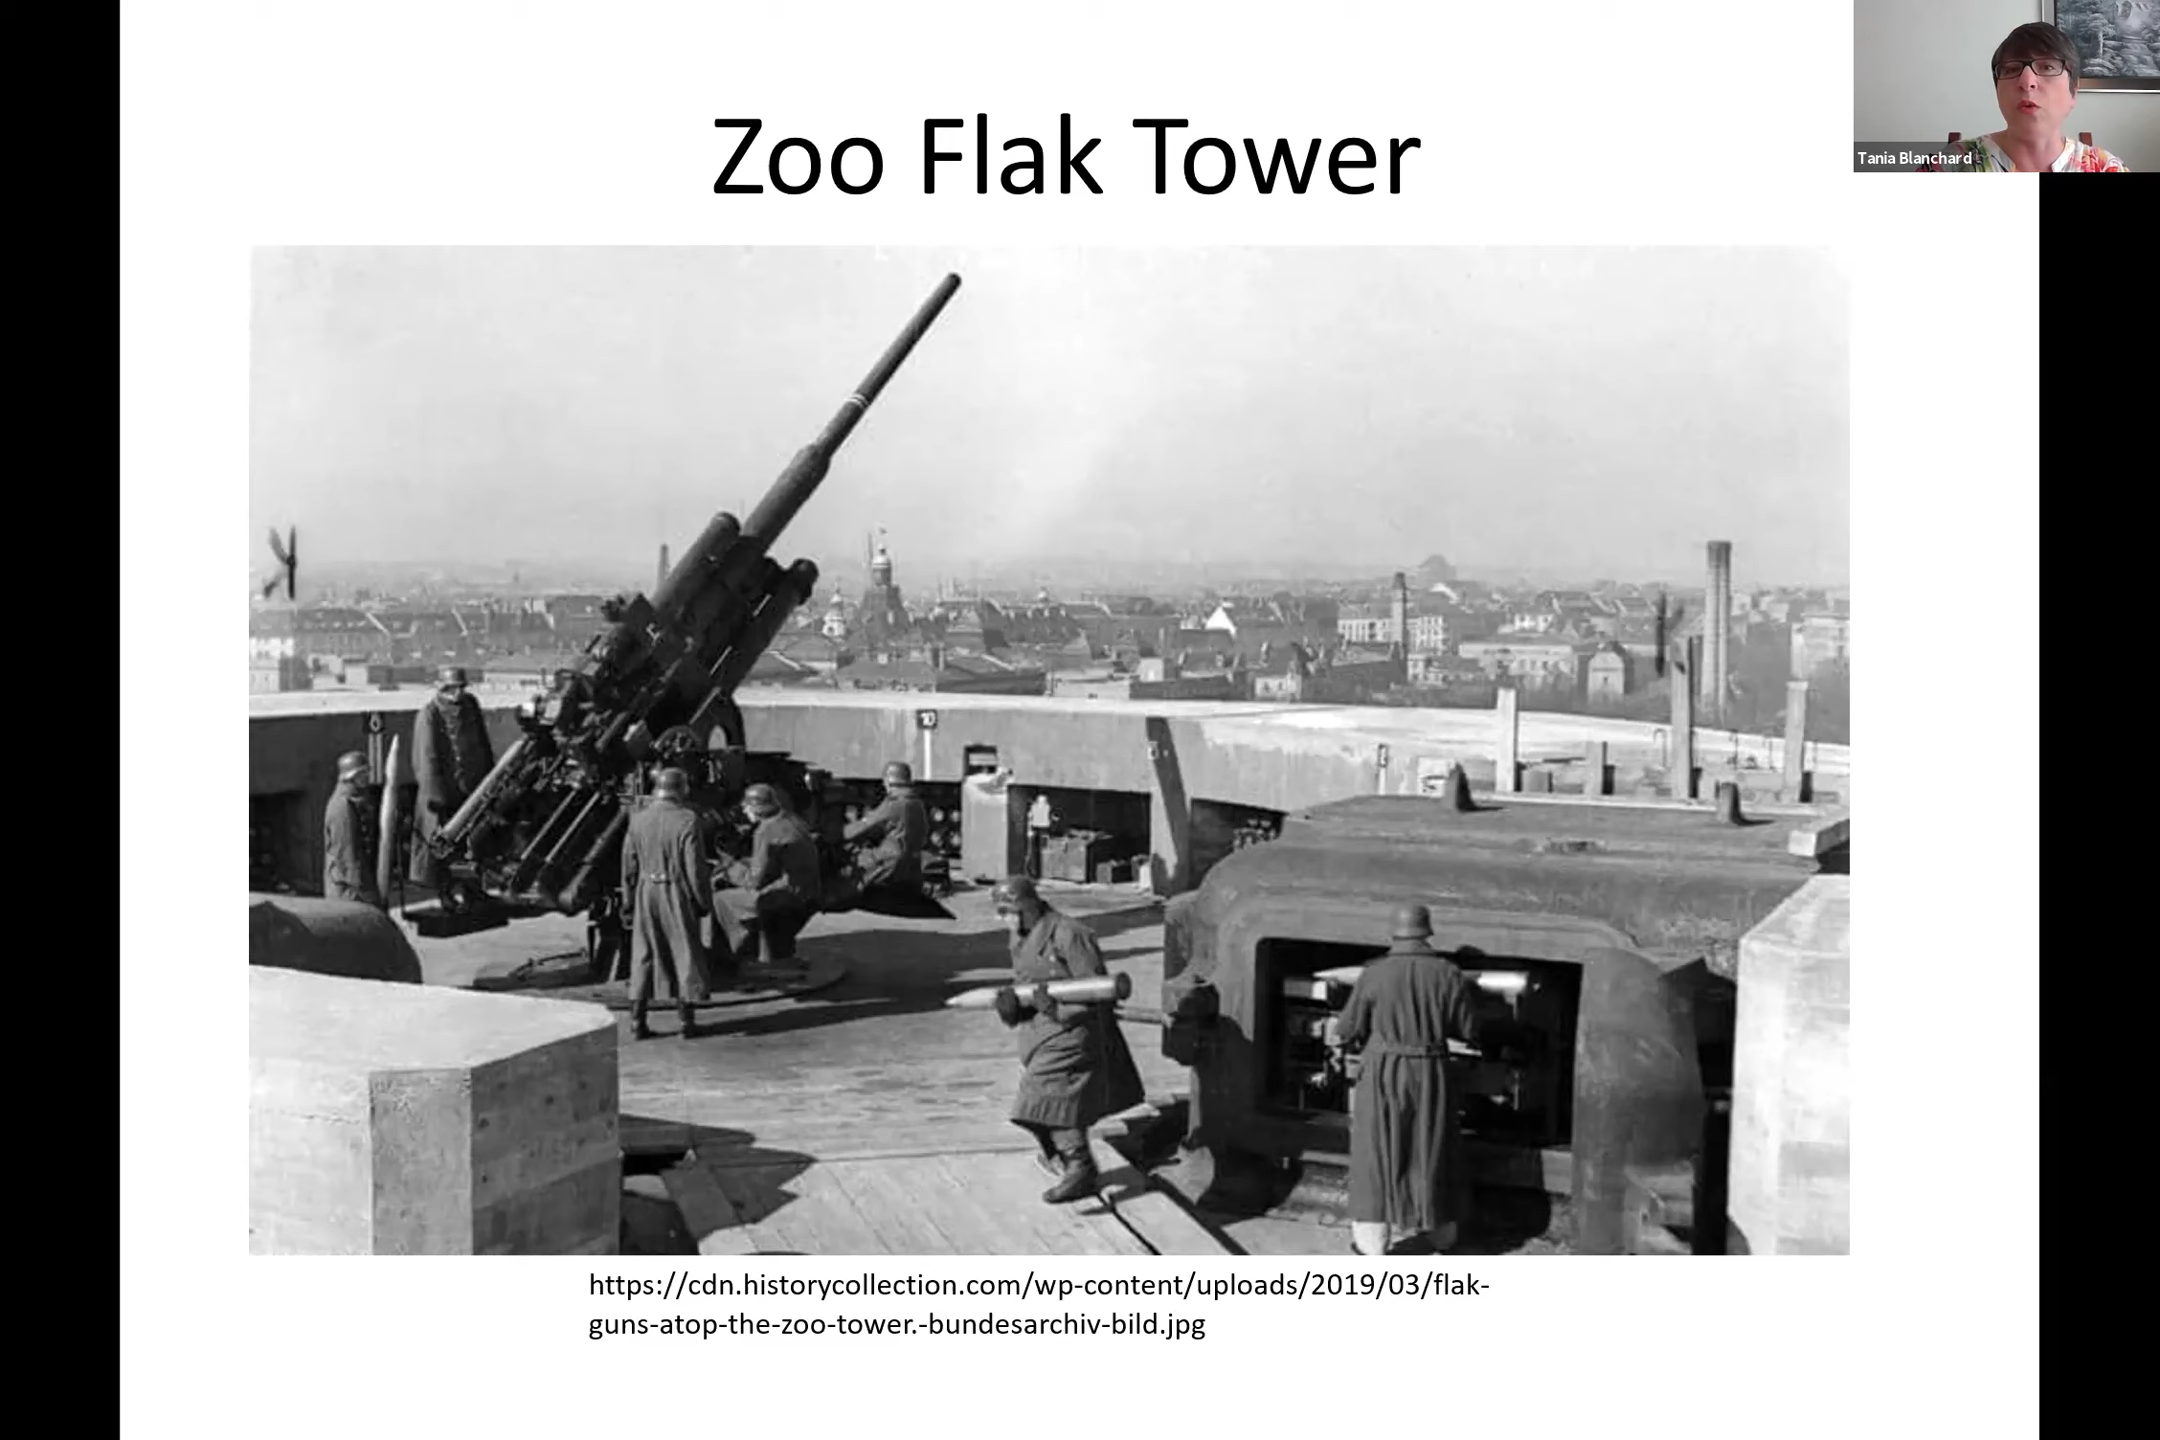 Zoo Flak Tower
Tania Blanchard
10
https://cdn.historycollection.com/wp-content/uploads/2019/03/flak-
guns-atop-the-zoo-tower.-bundesarchiv-bild.jpg